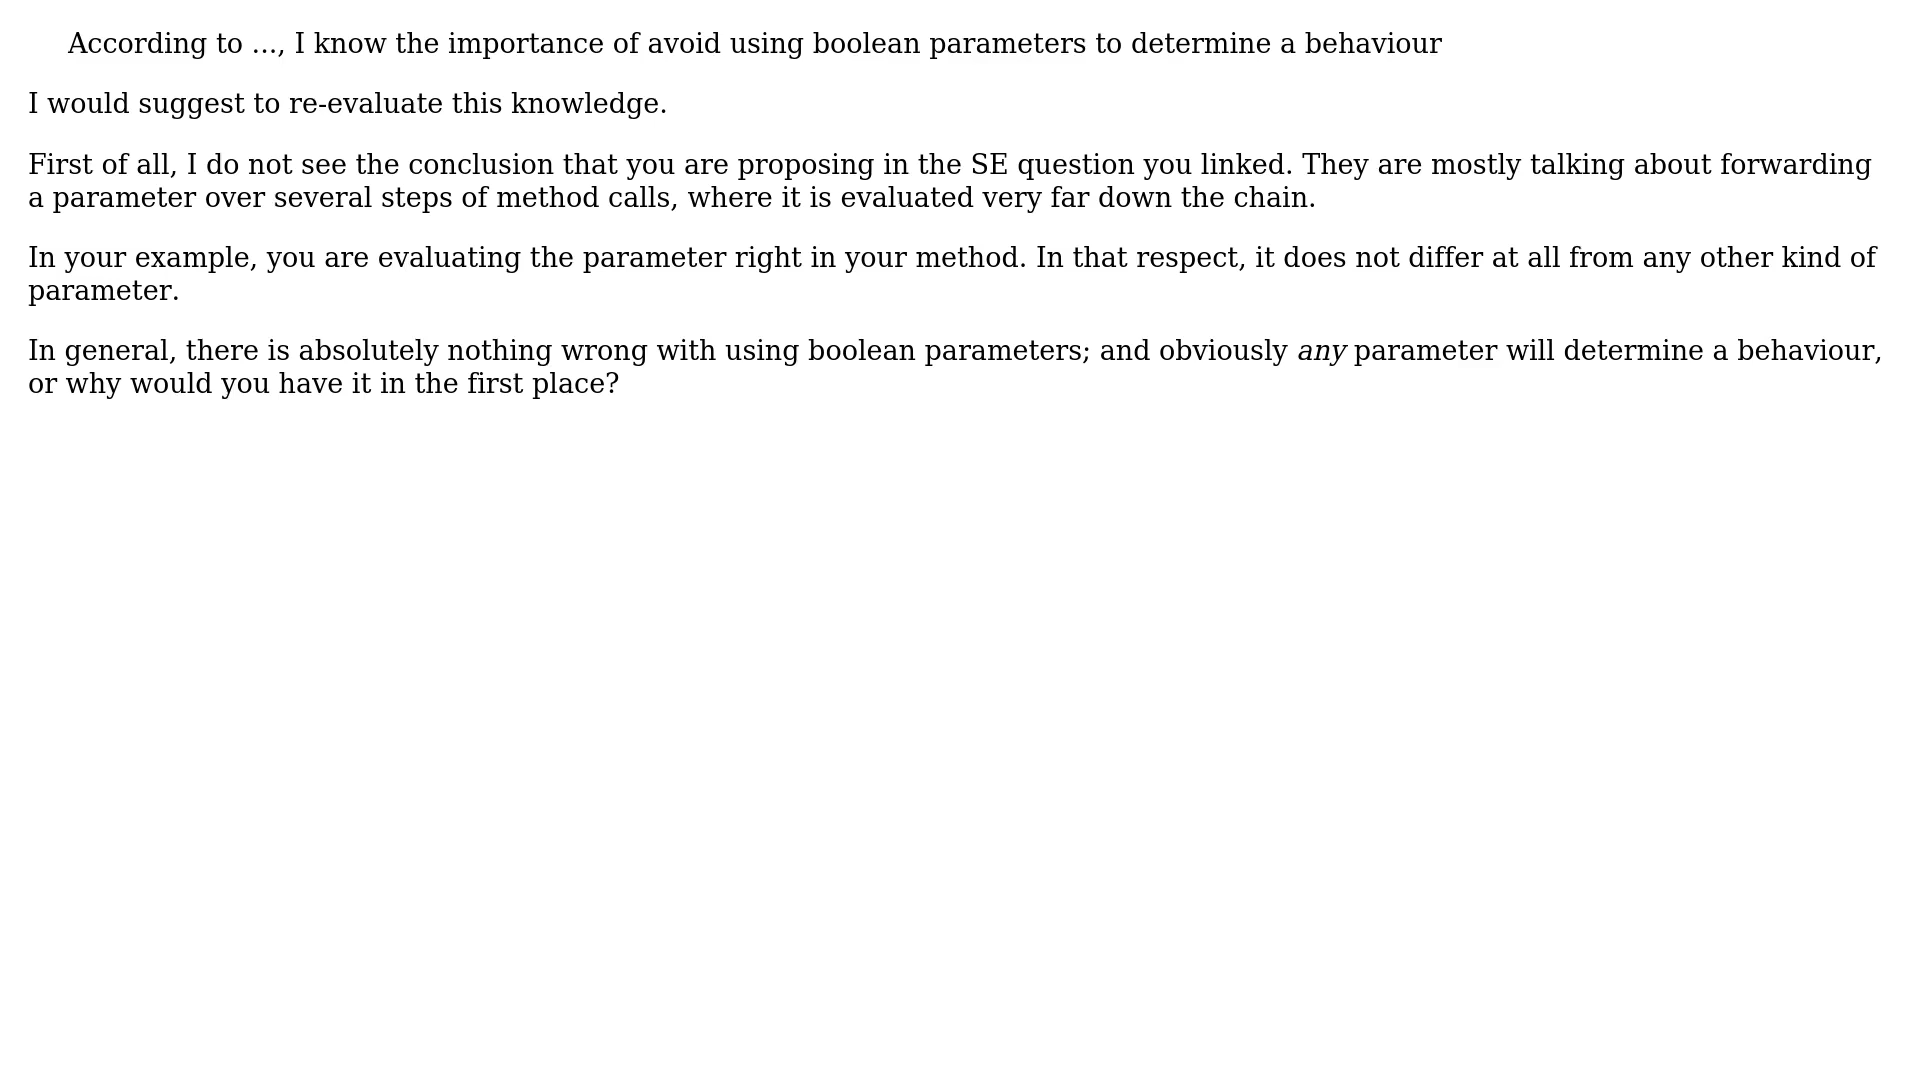 According to ..., I know the importance of avoid using boolean parameters to determine a behaviour
I would suggest to re-evaluate this knowledge.
First of all, I do not see the conclusion that you are proposing in the SE question you linked. They are mostly talking about forwarding
a parameter over several steps of method calls, where it is evaluated very far down the chain.
In your example, you are evaluating the parameter right in your method. In that respect, it does not differ at all from any other kind of
parameter.
In general, there is absolutely nothing wrong with using boolean parameters; and obviously any parameter will determine a behaviour,
or why would you have it in the first place?